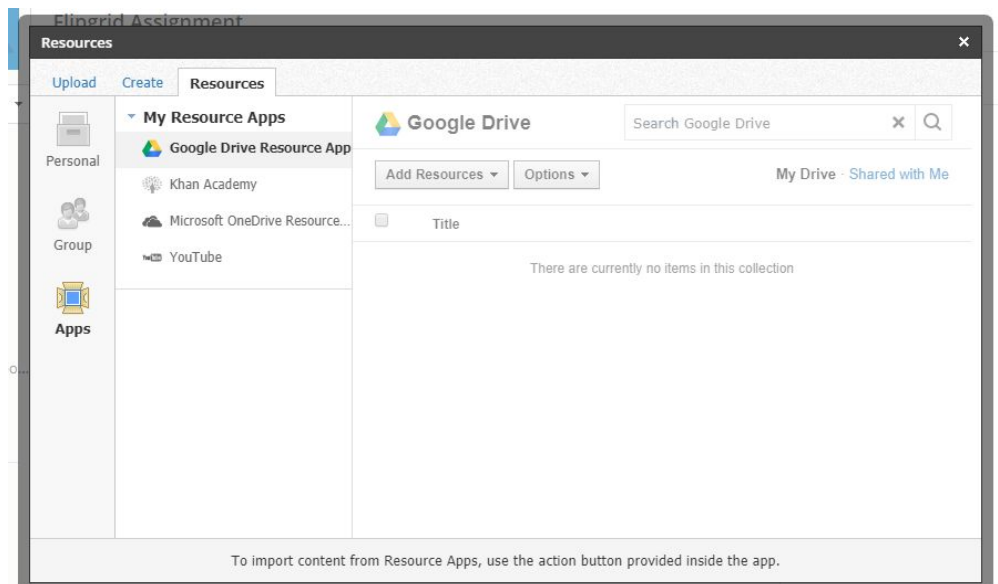 Flipgrid Assignment
Resources
Upload Create Resources
Personal
Group
Apps
My Resource Apps
Google Drive Resource App
Khan Academy
Microsoft OneDrive Resource...
YouTube
Google Drive
Search Google Drive
Add Resources Options
My Drive · Shared with Me
Title
There are currently no items in this collection
o...
To import content from Resource Apps, use the action button provided inside the app.